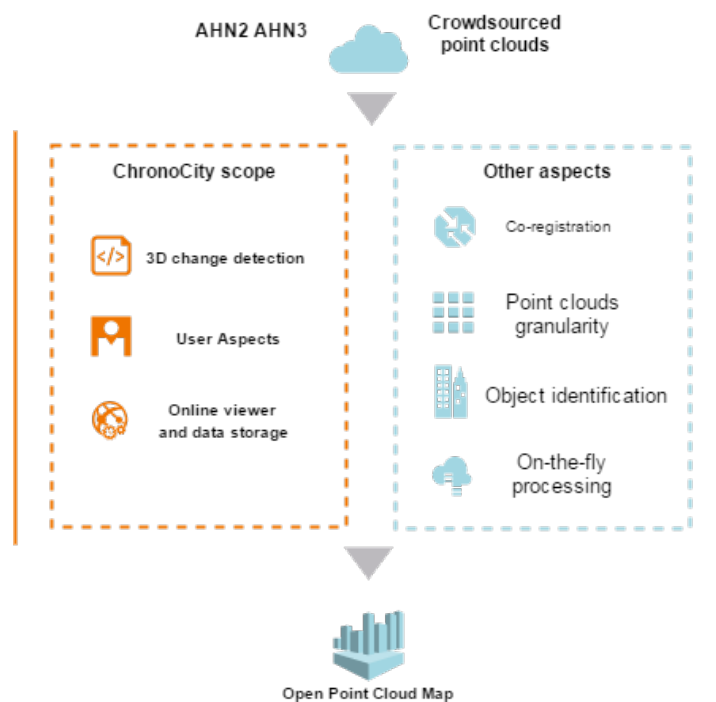 AHN2 AHN3
Crowdsourced
point clouds
ChronoCity scope
</>
3D change detection
User Aspects
Online viewer
and data storage
Other aspects
Co-registration
Point clouds
granularity
Object identification
On-the-fly
processing
Open Point Cloud Map